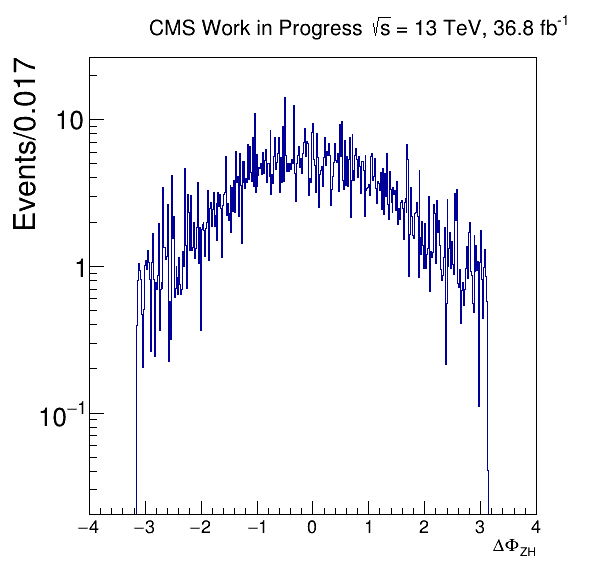 CMS Work in Progress √s = 13 TeV, 36.8 fb⁻¹
Events/0.017
10
1
10⁻¹
−4 −3 −2 −1 0 1 2 3 4
ΔΦ_ZH